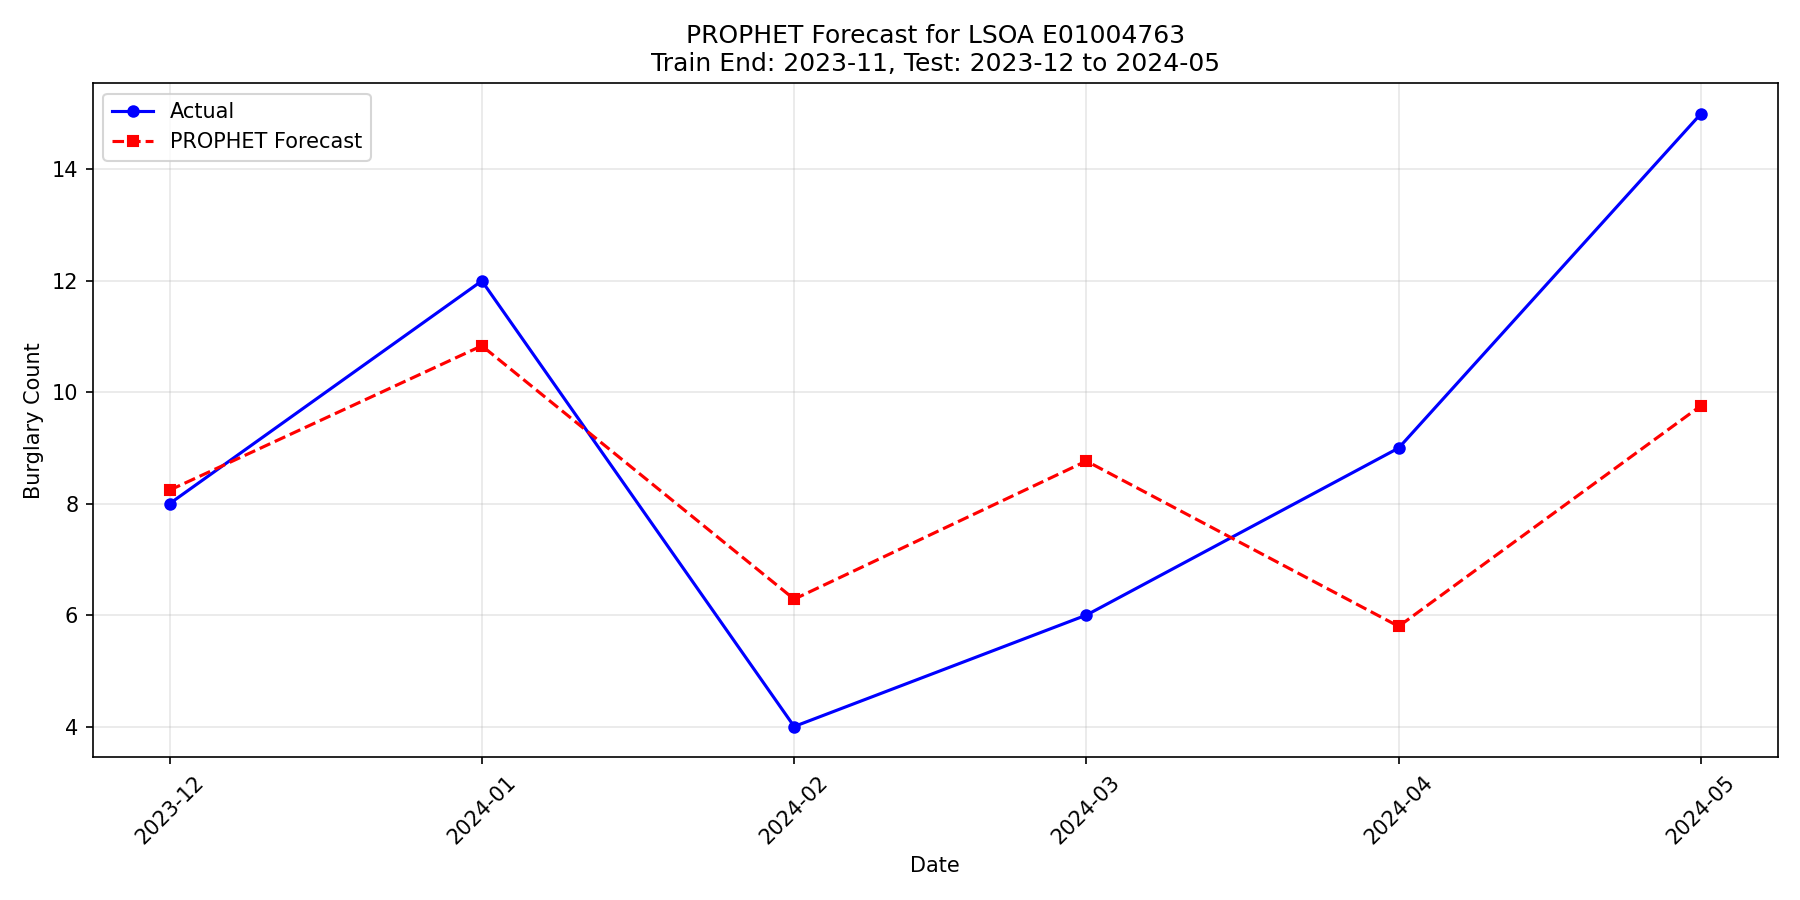 PROPHET Forecast for LSOA E01004763
Train End: 2023-11, Test: 2023-12 to 2024-05
Actual
PROPHET Forecast
Burglary Count
14
12
10
8
6
4
2023-12
2024-01
2024-02
2024-03
2024-04
2024-05
Date